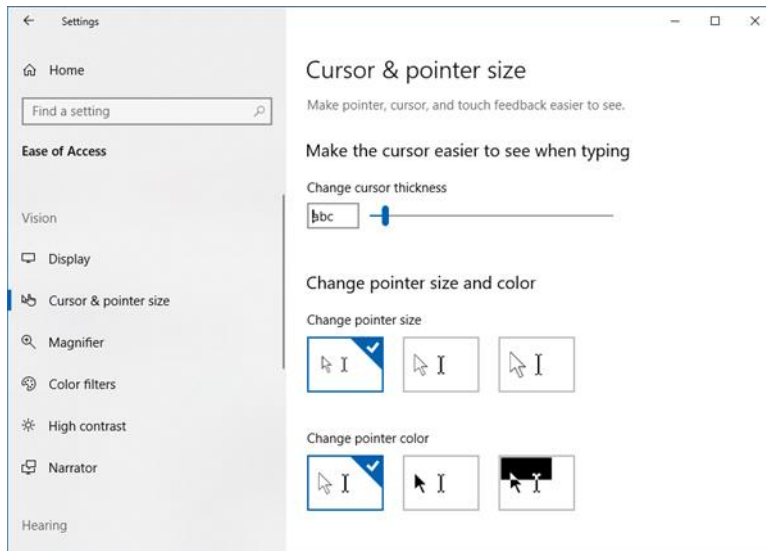 Settings
Home
Find a setting
Ease of Access
Vision
Display
Cursor & pointer size
Magnifier
Color filters
High contrast
Narrator
Hearing
Cursor & pointer size
Make pointer, cursor, and touch feedback easier to see.
Make the cursor easier to see when typing
Change cursor thickness
abc
Change pointer size and color
Change pointer size
Change pointer color